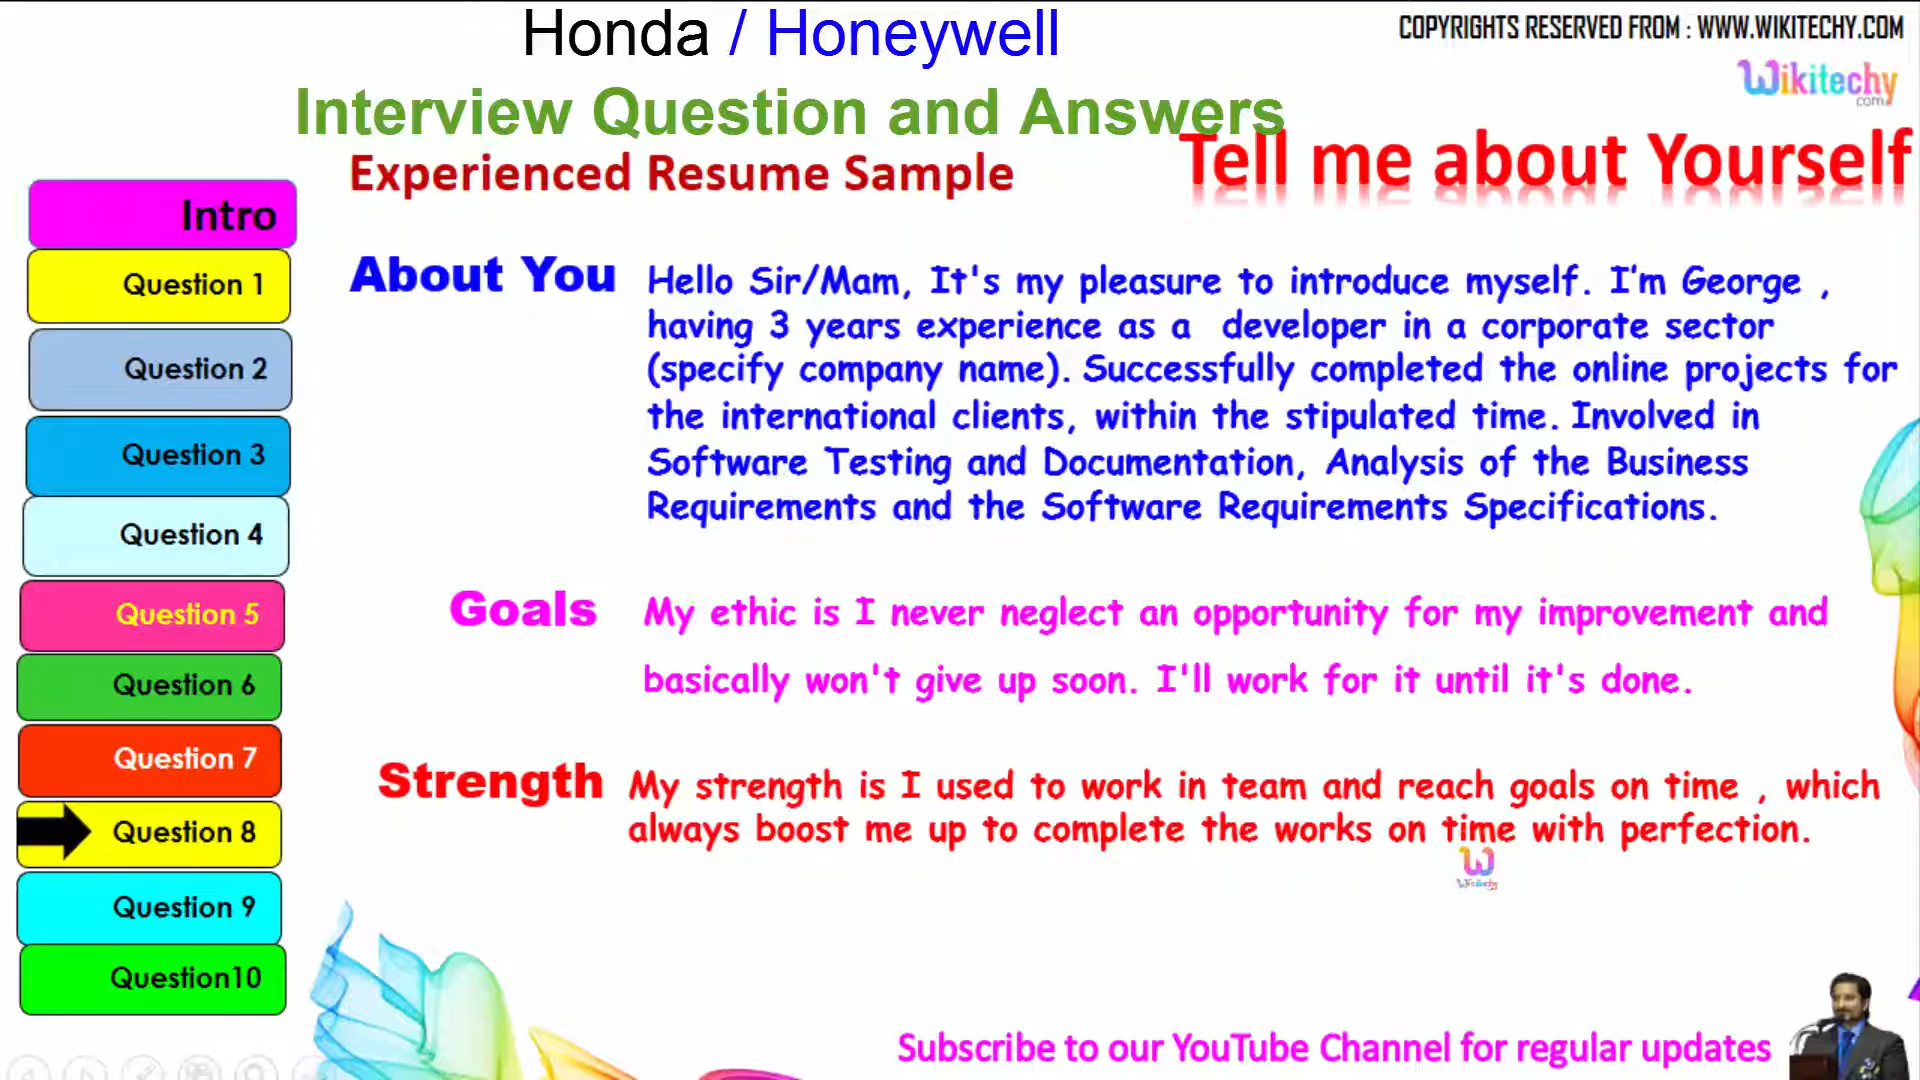 Honda / Honeywell
COPYRIGHTS RESERVED FROM : WWW.WIKITECHY.COM
Wikitechy
.com
Interview Question and Answers
Experienced Resume Sample
Tell me about Yourself
Intro
Question 1
Question 2
Question 3
Question 4
Question 5
Question 6
Question 7
Question 8
Question 9
Question10
About You
Hello Sir/Mam, It's my pleasure to introduce myself. I’m George ,
having 3 years experience as a developer in a corporate sector
(specify company name). Successfully completed the online projects for
the international clients, within the stipulated time. Involved in
Software Testing and Documentation, Analysis of the Business
Requirements and the Software Requirements Specifications.
Goals
My ethic is I never neglect an opportunity for my improvement and
basically won't give up soon. I'll work for it until it's done.
Strength
My strength is I used to work in team and reach goals on time , which
always boost me up to complete the works on time with perfection.
W
Wikitechy
Subscribe to our YouTube Channel for regular updates